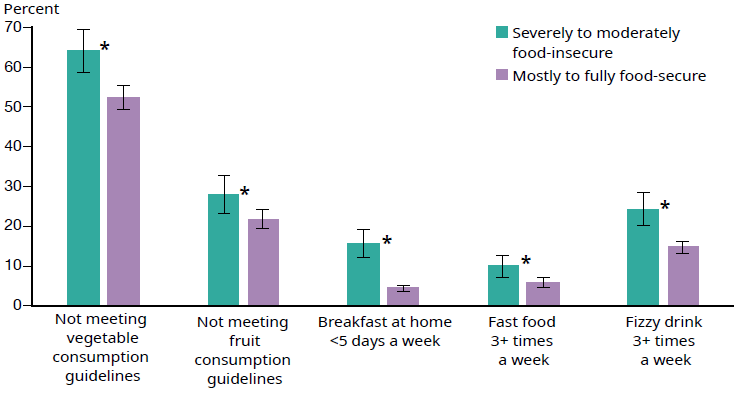 Percent
70
60
50
40
30
20
10
0
Severely to moderately
food-insecure
Mostly to fully food-secure
*
*
*
*
*
Not meeting
vegetable
consumption
guidelines
Not meeting
fruit
consumption
guidelines
Breakfast at home
<5 days a week
Fast food
3+ times
a week
Fizzy drink
3+ times
a week